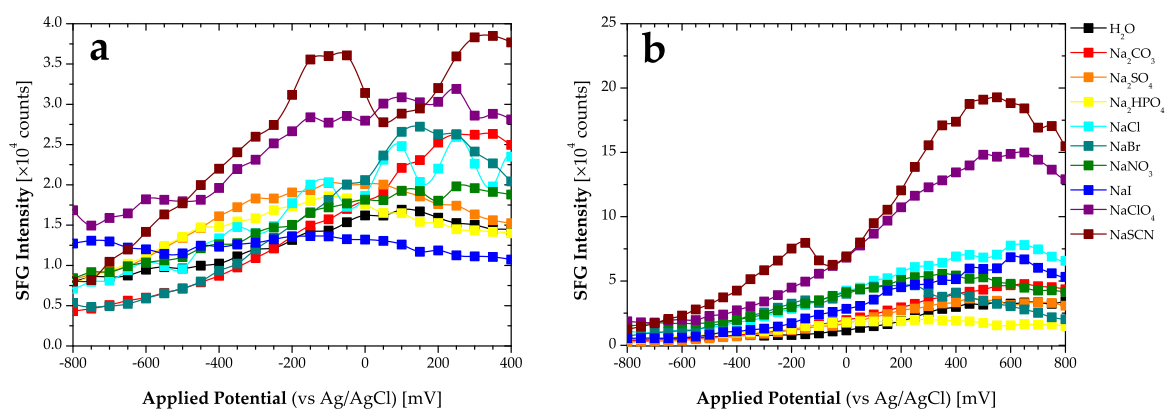 a
4.0
3.5
3.0
2.5
2.0
1.5
1.0
0.5
0.0
SFG Intensity [×10⁴ counts]
-800 -600 -400 -200 0 200 400
Applied Potential (vs Ag/AgCl) [mV]
b
25
20
15
10
5
0
SFG Intensity [×10⁴ counts]
-800 -600 -400 -200 0 200 400 600 800
Applied Potential (vs Ag/AgCl) [mV]
H₂O
Na₂CO₃
Na₂SO₄
Na₂HPO₄
NaCl
NaBr
NaNO₃
NaI
NaClO₄
NaSCN